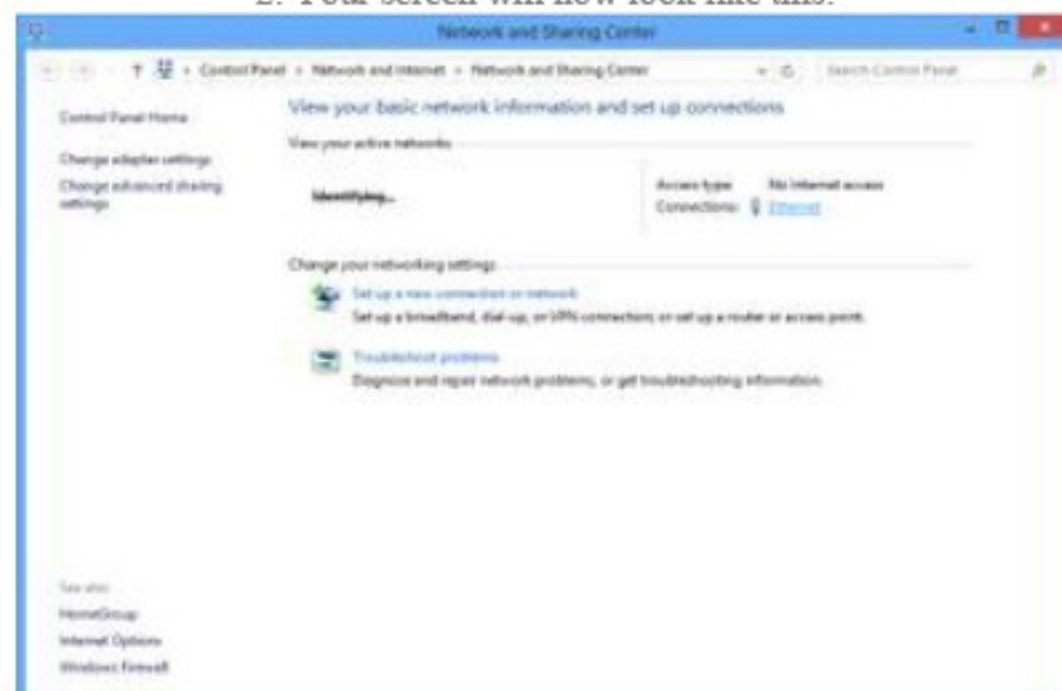 2. Your screen will now look like this:
Network and Sharing Center
Control Panel
Network and Internet
Network and Sharing Center
Search Control Panel
Control Panel Home
Change adapter settings
Change advanced sharing
settings
View your basic network information and set up connections
View your active networks
Identifying...
Access type: No Internet access
Connections: Ethernet
Change your networking settings
Set up a new connection or network
Set up a broadband, dial-up, or VPN connection; or set up a router or access point.
Troubleshoot problems
Diagnose and repair network problems, or get troubleshooting information.
See also
HomeGroup
Internet Options
Windows Firewall